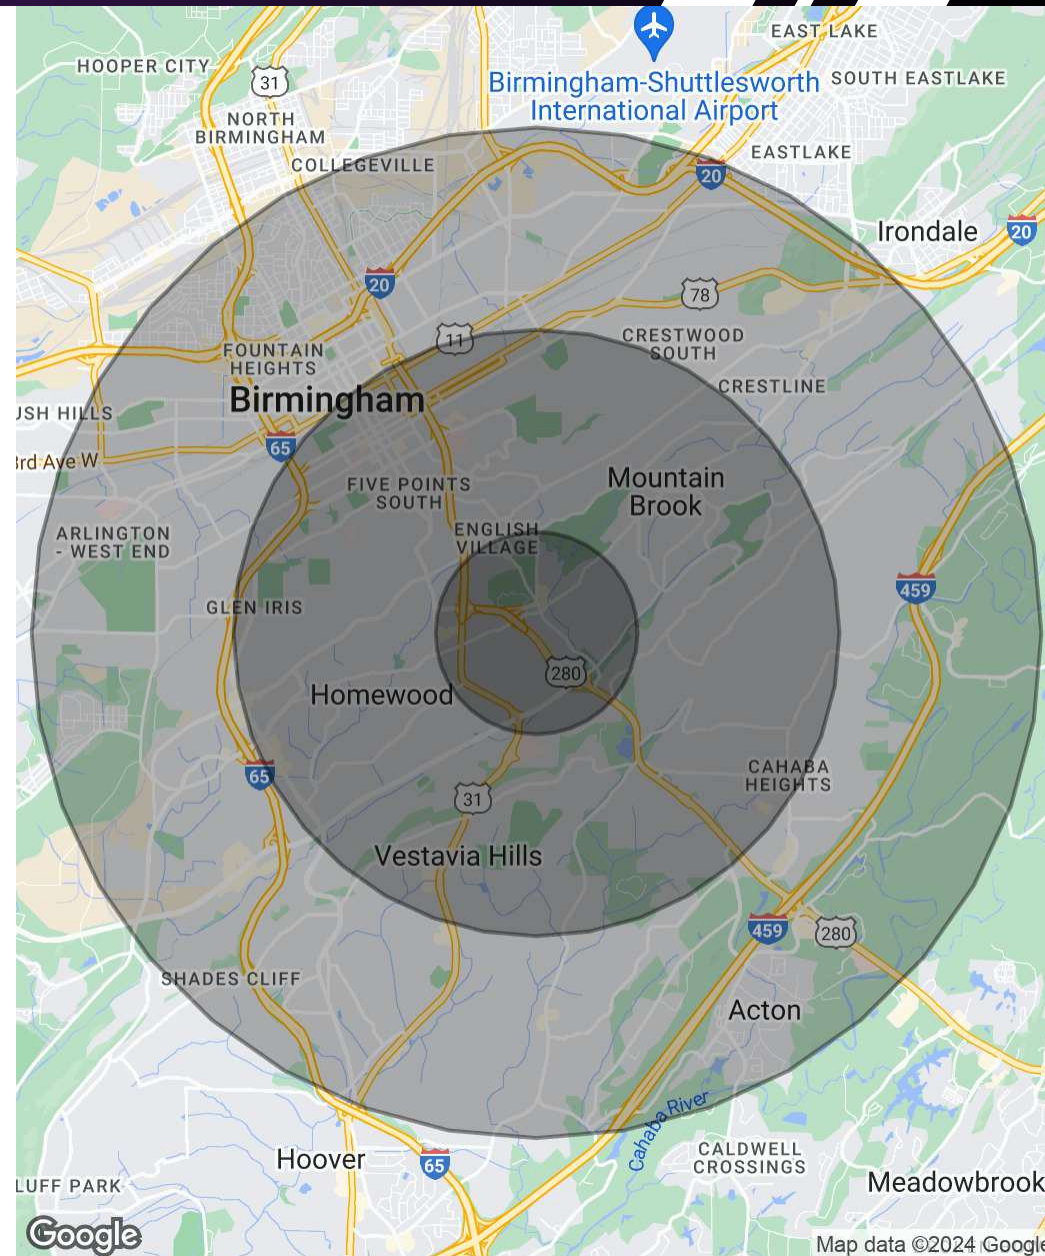 EAST LAKE
HOOPER CITY
31
Birmingham-Shuttlesworth
International Airport
SOUTH EASTLAKE
NORTH
BIRMINGHAM
COLLEGEVILLE
EASTLAKE
20
Irondale
20
20
78
11
CRESTWOOD
SOUTH
FOUNTAIN
HEIGHTS
CRESTLINE
Birmingham
USH HILLS
65
3rd Ave W
FIVE POINTS
SOUTH
Mountain
Brook
ENGLISH
VILLAGE
ARLINGTON
- WEST END
459
GLEN IRIS
280
Homewood
65
CAHABA
HEIGHTS
31
Vestavia Hills
459
280
SHADES CLIFF
Acton
Cahaba River
Hoover
65
CALDWELL
CROSSINGS
LUFF PARK
Meadowbrook
Google
Map data ©2024 Google